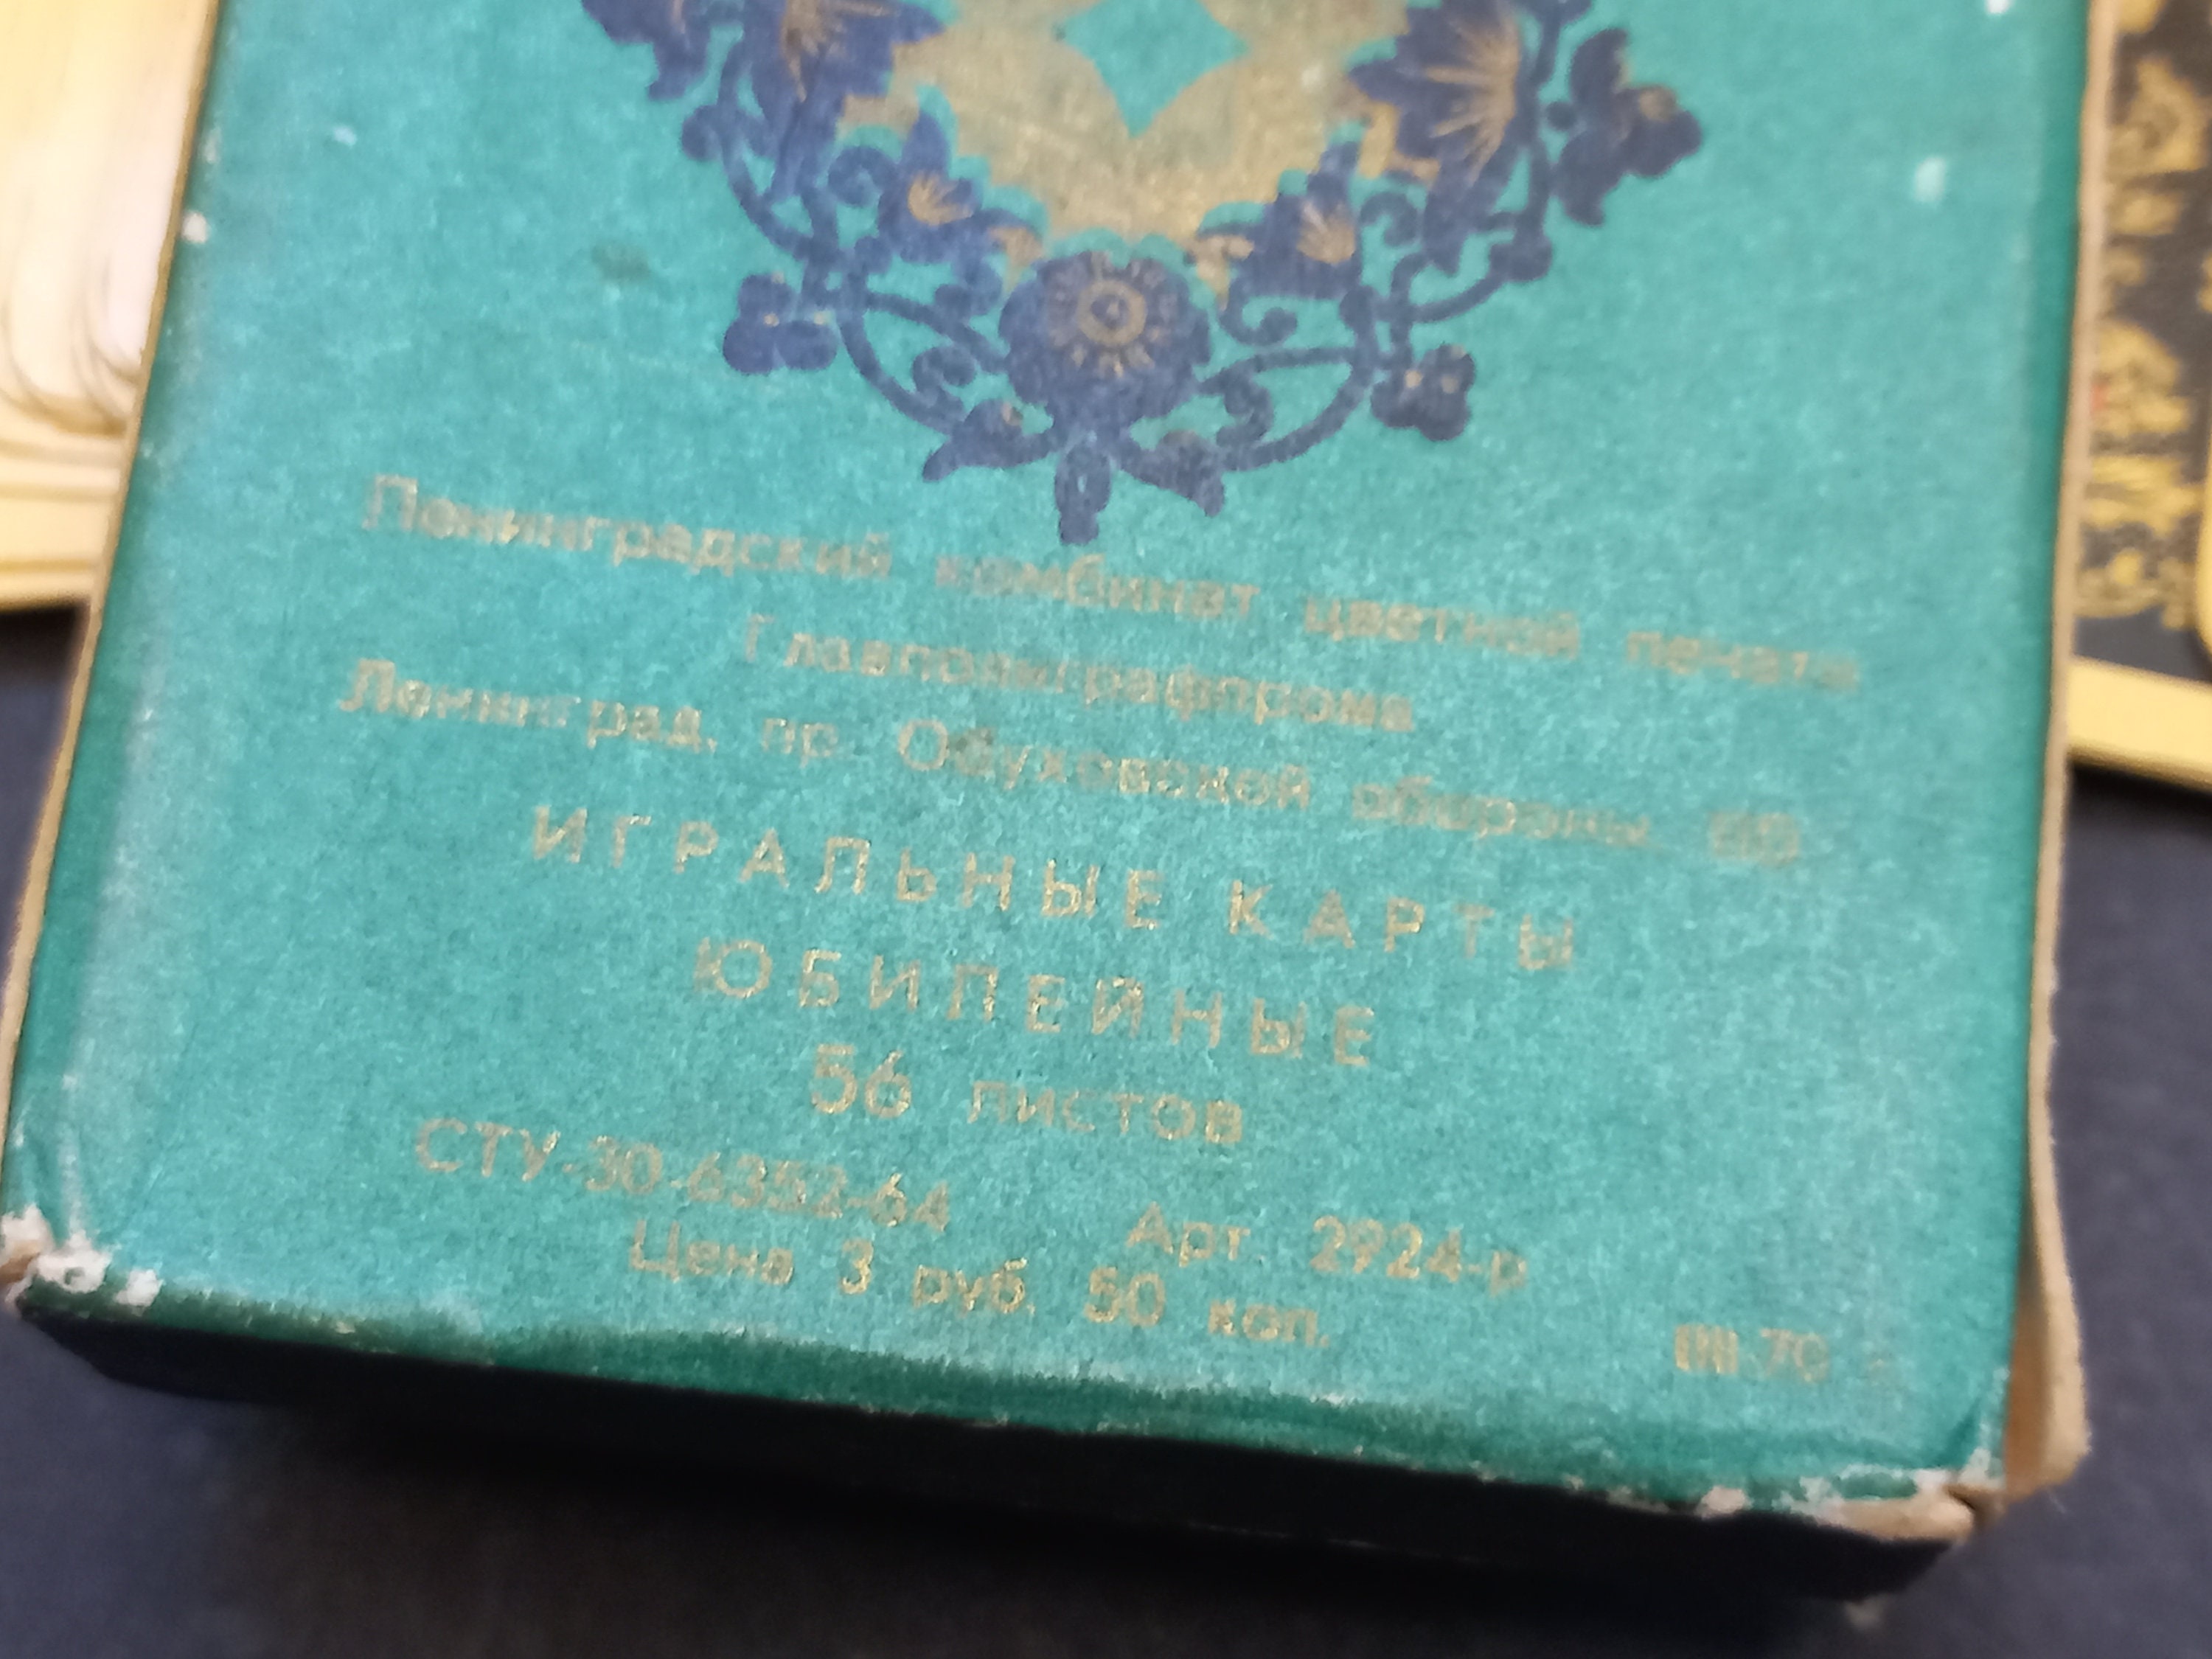 Ленинградский комбинат цветной печати
Главполиграфпрома
Ленинград, пр. Обуховской обороны,
ИГРАЛЬНЫЕ КАРТЫ
ЮБИЛЕЙНЫЕ
56 листов
СТУ-30-6352-64 Арт. 2924-р
Цена 3 руб. 50 коп.